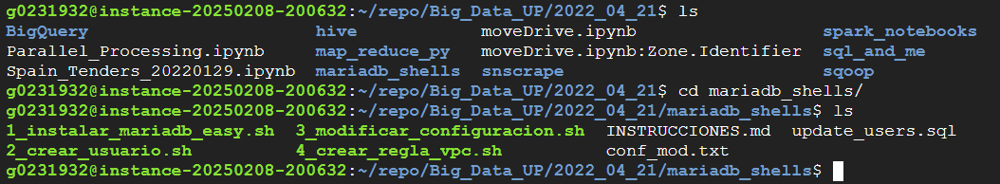 g0231932@instance-20250208-200632:~/repo/Big_Data_UP/2022_04_21$ ls
BigQuery hive moveDrive.ipynb spark_notebooks
Parallel_Processing.ipynb map_reduce_py moveDrive.ipynb:Zone.Identifier sql_and_me
Spain_Tenders_20220129.ipynb mariadb_shells snscrape sqoop
g0231932@instance-20250208-200632:~/repo/Big_Data_UP/2022_04_21$ cd mariadb_shells/
g0231932@instance-20250208-200632:~/repo/Big_Data_UP/2022_04_21/mariadb_shells$ ls
1_instalar_mariadb_easy.sh 3_modificar_configuracion.sh INSTRUCCIONES.md update_users.sql
2_crear_usuario.sh 4_crear_regla_vpc.sh conf_mod.txt
g0231932@instance-20250208-200632:~/repo/Big_Data_UP/2022_04_21/mariadb_shells$